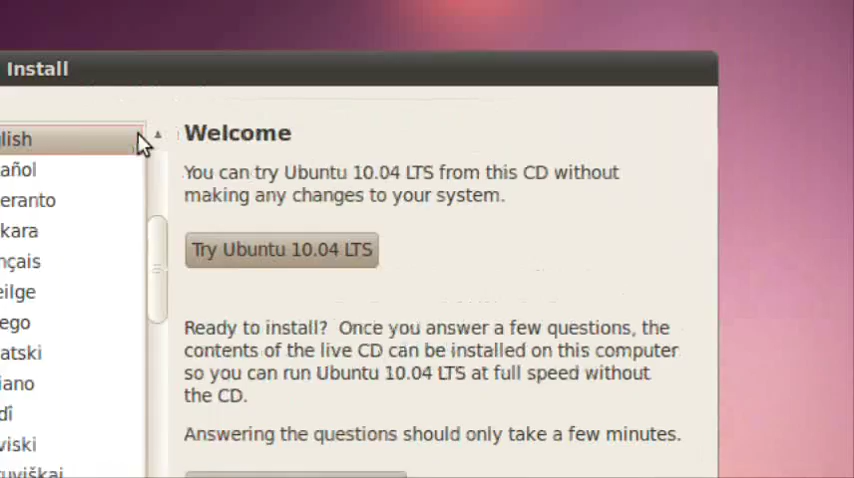 Install
Welcome
You can try Ubuntu 10.04 LTS from this CD without
making any changes to your system.
Try Ubuntu 10.04 LTS
Ready to install? Once you answer a few questions, the
contents of the live CD can be installed on this computer
so you can run Ubuntu 10.04 LTS at full speed without
the CD.
Answering the questions should only take a few minutes.
lish
añol
eranto
kara
nçais
eilge
ego
atski
iano
dî
viski
tuviškai